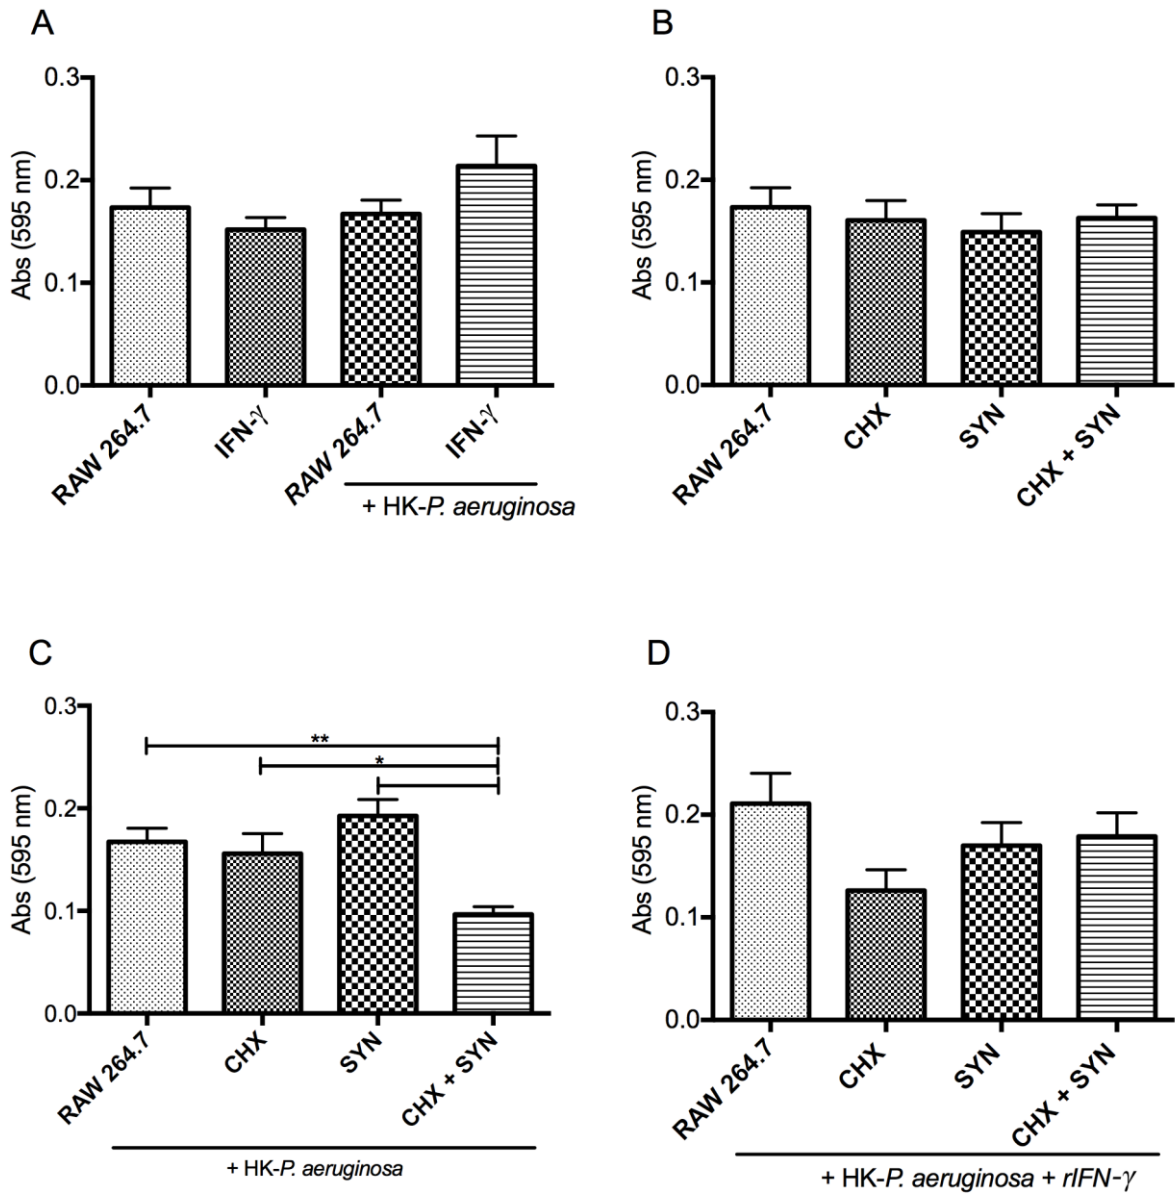 A
Abs (595 nm)
0.3
0.2
0.1
0.0
RAW 264.7
IFN-γ
RAW 264.7
IFN-γ
+ HK-P. aeruginosa
B
Abs (595 nm)
0.3
0.2
0.1
0.0
RAW 264.7
CHX
SYN
CHX + SYN
C
Abs (595 nm)
0.3
0.2
0.1
0.0
**
*
RAW 264.7
CHX
SYN
CHX + SYN
+ HK-P. aeruginosa
D
Abs (595 nm)
0.3
0.2
0.1
0.0
RAW 264.7
CHX
SYN
CHX + SYN
+ HK-P. aeruginosa + rIFN-γ